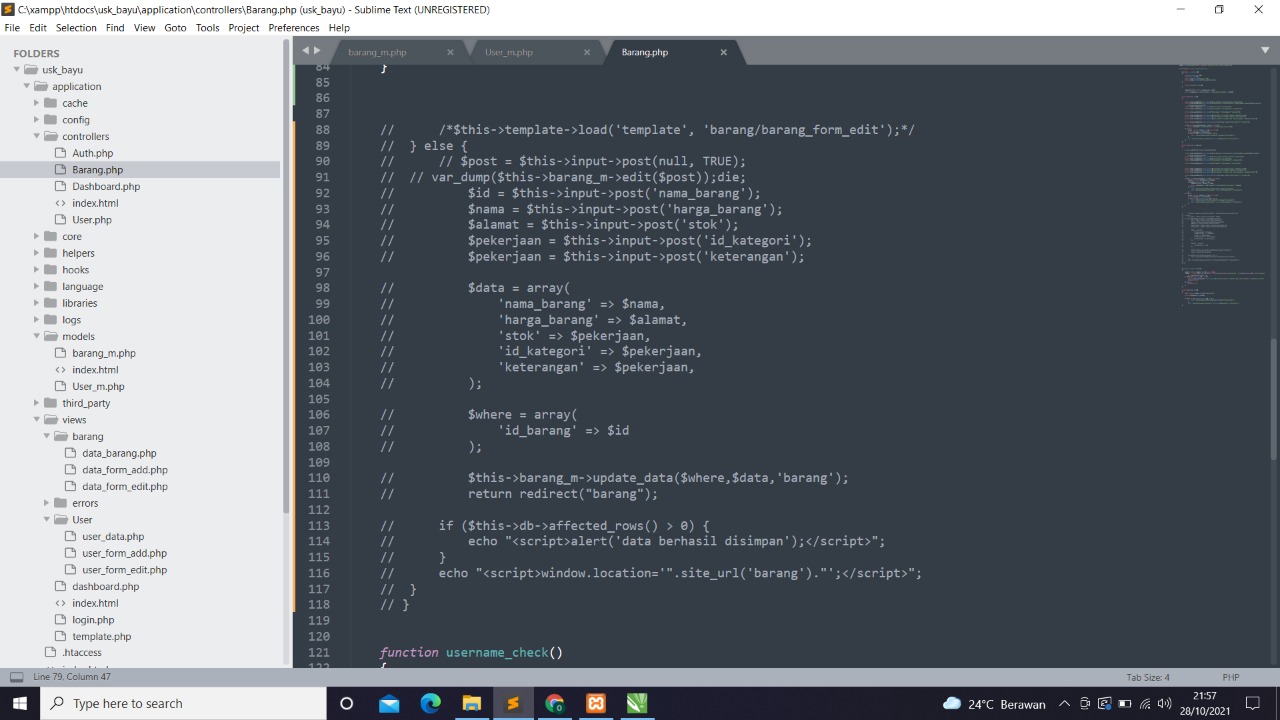 C:\xampp\htdocs\usk_bayu\application\controllers\Barang.php (usk_bayu) - Sublime Text (UNREGISTERED)
File Edit Selection Find View Goto Tools Project Preferences Help
FOLDERS
usk_bayu
application
cache
config
controllers
Auth.php
Barang.php
Dashboard.php
index.html
User.php
core
helpers
hooks
language
libraries
logs
models
barang_m.php
index.html
User_m.php
third_party
views
barang
data_barang.php
data_form_add.php
data_form_edit.php
errors
User
user_data.php
user_form_add.php
user_form_edit.php
dashboard.php
index.html
login.php
template.php
.htaccess
barang_m.php User_m.php Barang.php
84 }
85
86
87
88 // /*$this->template->load('template', 'barang/barang_form_edit');*/
89 // } else {
90 // // $post = $this->input->post(null, TRUE);
91 // // var_dump($this->barang_m->edit($post));die;
92 // $id = $this->input->post('nama_barang');
93 // $nama = $this->input->post('harga_barang');
94 // $alamat = $this->input->post('stok');
95 // $pekerjaan = $this->input->post('id_kategori');
96 // $pekerjaan = $this->input->post('keterangan');
97 //
98 // $data = array(
99 // 'nama_barang' => $nama,
100 // 'harga_barang' => $alamat,
101 // 'stok' => $pekerjaan,
102 // 'id_kategori' => $pekerjaan,
103 // 'keterangan' => $pekerjaan,
104 // );
105 //
106 // $where = array(
107 // 'id_barang' => $id
108 // );
109 //
110 // $this->barang_m->update_data($where,$data,'barang');
111 // return redirect("barang");
112 //
113 // if ($this->db->affected_rows() > 0) {
114 // echo "<script>alert('data berhasil disimpan');</script>";
115 // }
116 // echo "<script>window.location='".site_url('barang')."';</script>";
117 // }
118 // }
119
120
121 function username_check()
122 {
Line 79, Column 47
Tab Size: 4 PHP
Type here to search
24°C Berawan
21:57
28/10/2021